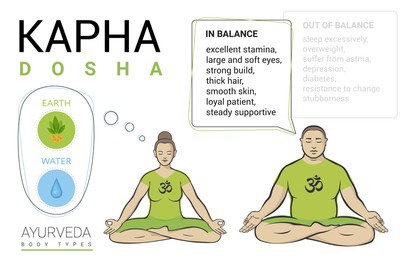 KAPHA
DOSHA
EARTH
WATER
AYURVEDA
BODY TYPES
IN BALANCE
excellent stamina,
large and soft eyes,
strong build,
thick hair,
smooth skin,
loyal patient,
steady supportive
OUT OF BALANCE
sleep excessively,
overweight,
suffer from astma,
depression,
diabetes,
resistance to change
stubborness
ॐ
ॐ